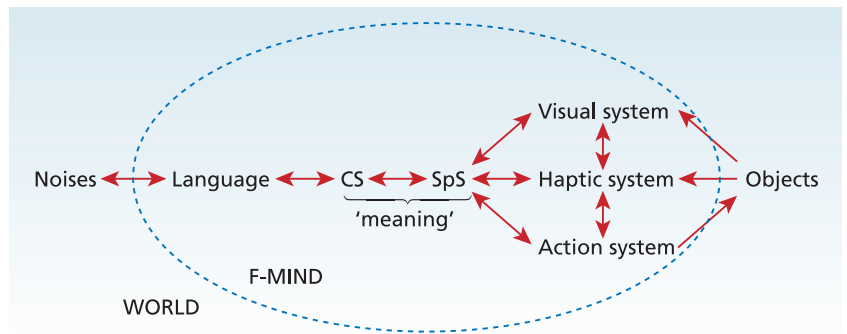 Visual system
Noises Language CS SpS Haptic system Objects
'meaning'
Action system
F-MIND
WORLD